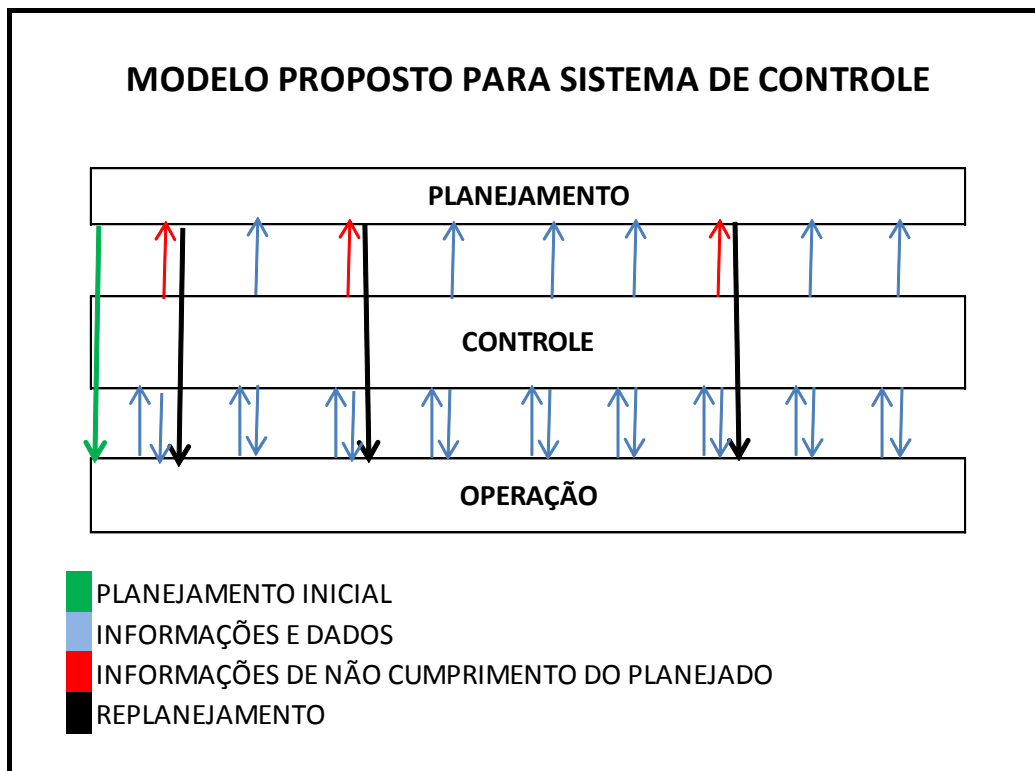 MODELO PROPOSTO PARA SISTEMA DE CONTROLE
PLANEJAMENTO
CONTROLE
OPERAÇÃO
PLANEJAMENTO INICIAL
INFORMAÇÕES E DADOS
INFORMAÇÕES DE NÃO CUMPRIMENTO DO PLANEJADO
REPLANEJAMENTO